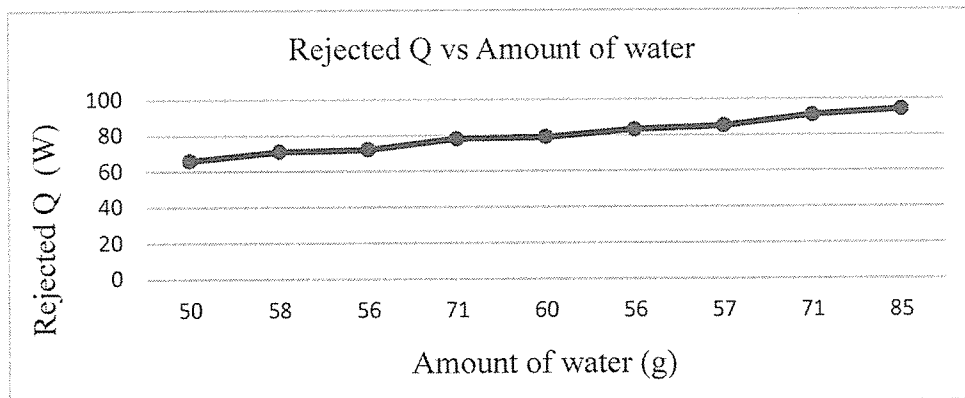 Rejected Q vs Amount of water
Rejected Q (W)
100
80
60
40
20
0
50 58 56 71 60 56 57 71 85
Amount of water (g)